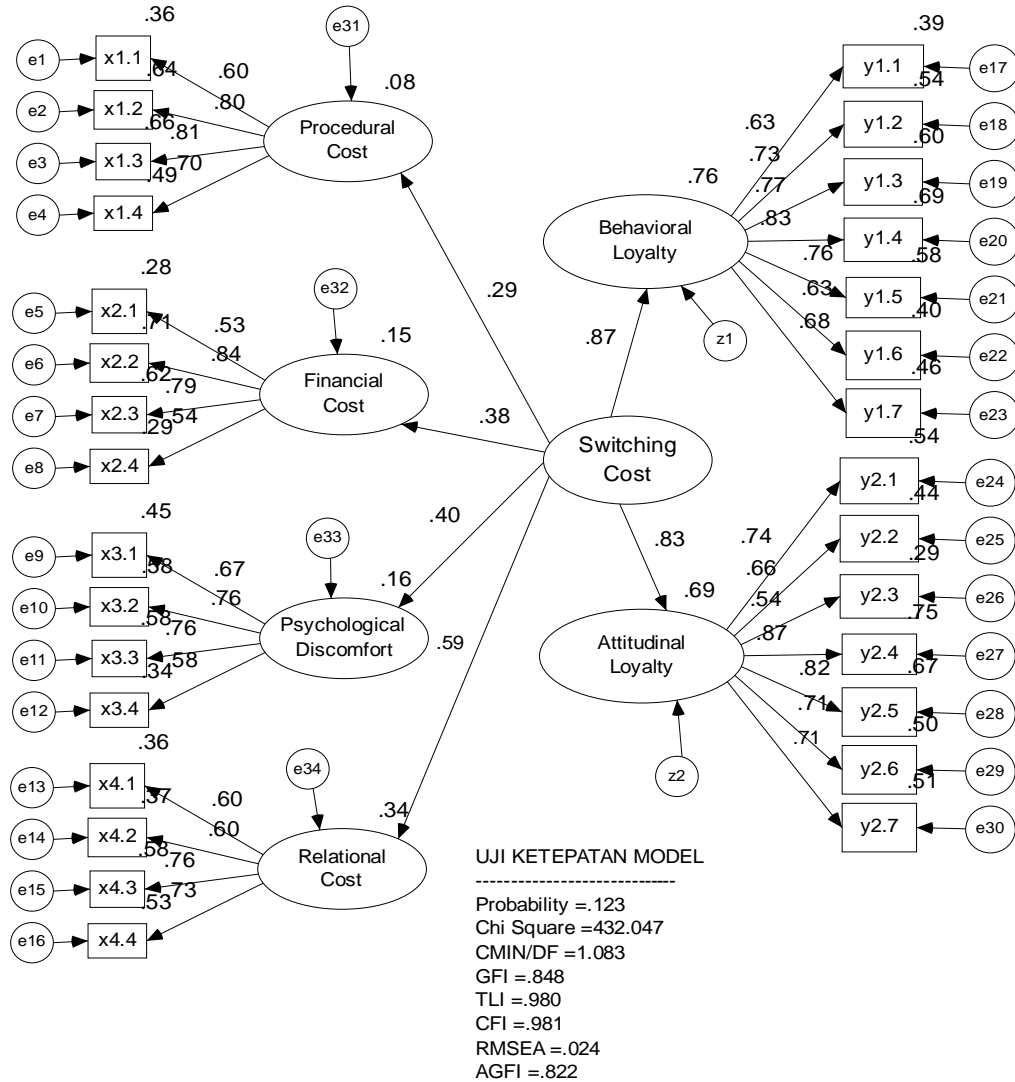 .36
e31
.39
e1
x1.1
.64
.60
.08
y1.1
e17
.54
e2
x1.2
.66
.80
.81
Procedural
Cost
.63
y1.2
e18
.60
e3
x1.3
.49
.70
.73
.76
.77
y1.3
e19
.69
e4
x1.4
Behavioral
Loyalty
.83
y1.4
e20
.58
.76
.28
e32
.29
.63
y1.5
e21
.40
e5
x2.1
.71
.53
.15
.87
z1
.68
y1.6
e22
.46
e6
x2.2
.62
.84
.79
Financial
Cost
.38
y1.7
e23
.54
e7
x2.3
.29
.54
Switching
Cost
e8
x2.4
y2.1
e24
.44
.45
e33
.40
.83
.74
y2.2
e25
.29
e9
x3.1
.58
.67
.16
.69
.66
.54
y2.3
e26
.75
e10
x3.2
.58
.76
.76
Psychological
Discomfort
.59
Attitudinal
Loyalty
.87
y2.4
e27
.67
e11
x3.3
.34
.58
.82
.71
y2.5
e28
.50
e12
x3.4
.71
.36
e34
z2
y2.6
e29
.51
e13
x4.1
.37
.60
.34
y2.7
e30
e14
x4.2
.58
.60
.76
Relational
Cost
e15
x4.3
.53
.73
e16
x4.4
UJI KETEPATAN MODEL
------------------------------
Probability =.123
Chi Square =432.047
CMIN/DF =1.083
GFI =.848
TLI =.980
CFI =.981
RMSEA =.024
AGFI =.822